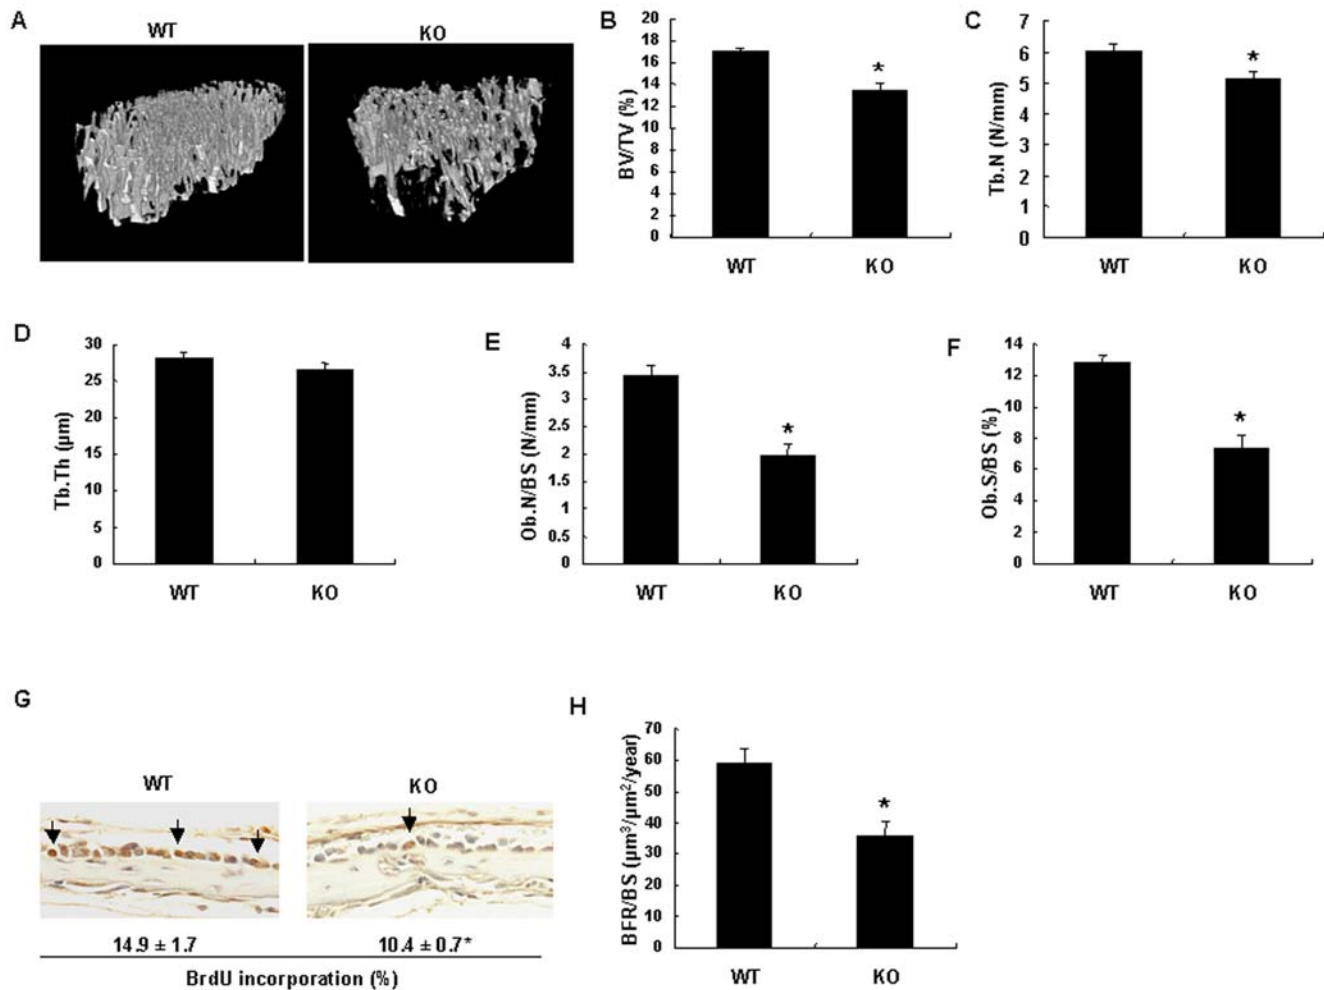 A
WT
KO
B
BV/TV (%)
20
18
16
14
12
10
8
6
4
2
0
*
WT
KO
C
Tb.N (N/mm)
7
6
5
4
3
2
1
0
*
WT
KO
D
Tb.Th (µm)
30
25
20
15
10
5
0
WT
KO
E
Ob.N/BS (N/mm)
4
3.5
3
2.5
2
1.5
1
0.5
0
*
WT
KO
F
Ob.S/BS (%)
14
12
10
8
6
4
2
0
*
WT
KO
G
WT
KO
14.9 ± 1.7
10.4 ± 0.7*
BrdU incorporation (%)
H
BFR/BS (µm³/µm²/year)
70
60
50
40
30
20
10
0
*
WT
KO